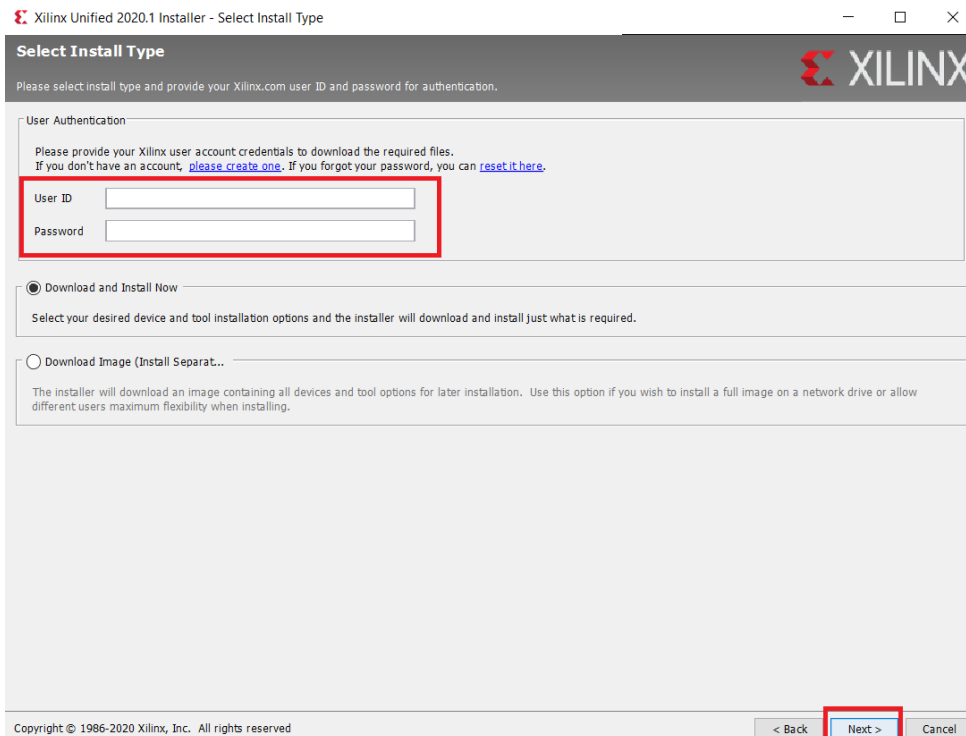 Xilinx Unified 2020.1 Installer - Select Install Type
Select Install Type
Please select install type and provide your Xilinx.com user ID and password for authentication.
XILINX
User Authentication
Please provide your Xilinx user account credentials to download the required files.
If you don't have an account, please create one. If you forgot your password, you can reset it here.
User ID
Password
Download and Install Now
Select your desired device and tool installation options and the installer will download and install just what is required.
Download Image (Install Separat...
The installer will download an image containing all devices and tool options for later installation. Use this option if you wish to install a full image on a network drive or allow
different users maximum flexibility when installing.
Copyright © 1986-2020 Xilinx, Inc. All rights reserved
< Back
Next >
Cancel